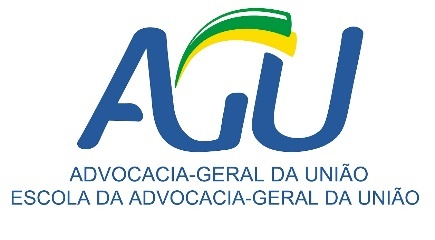 AGU
ADVOCACIA-GERAL DA UNIÃO
ESCOLA DA ADVOCACIA-GERAL DA UNIÃO